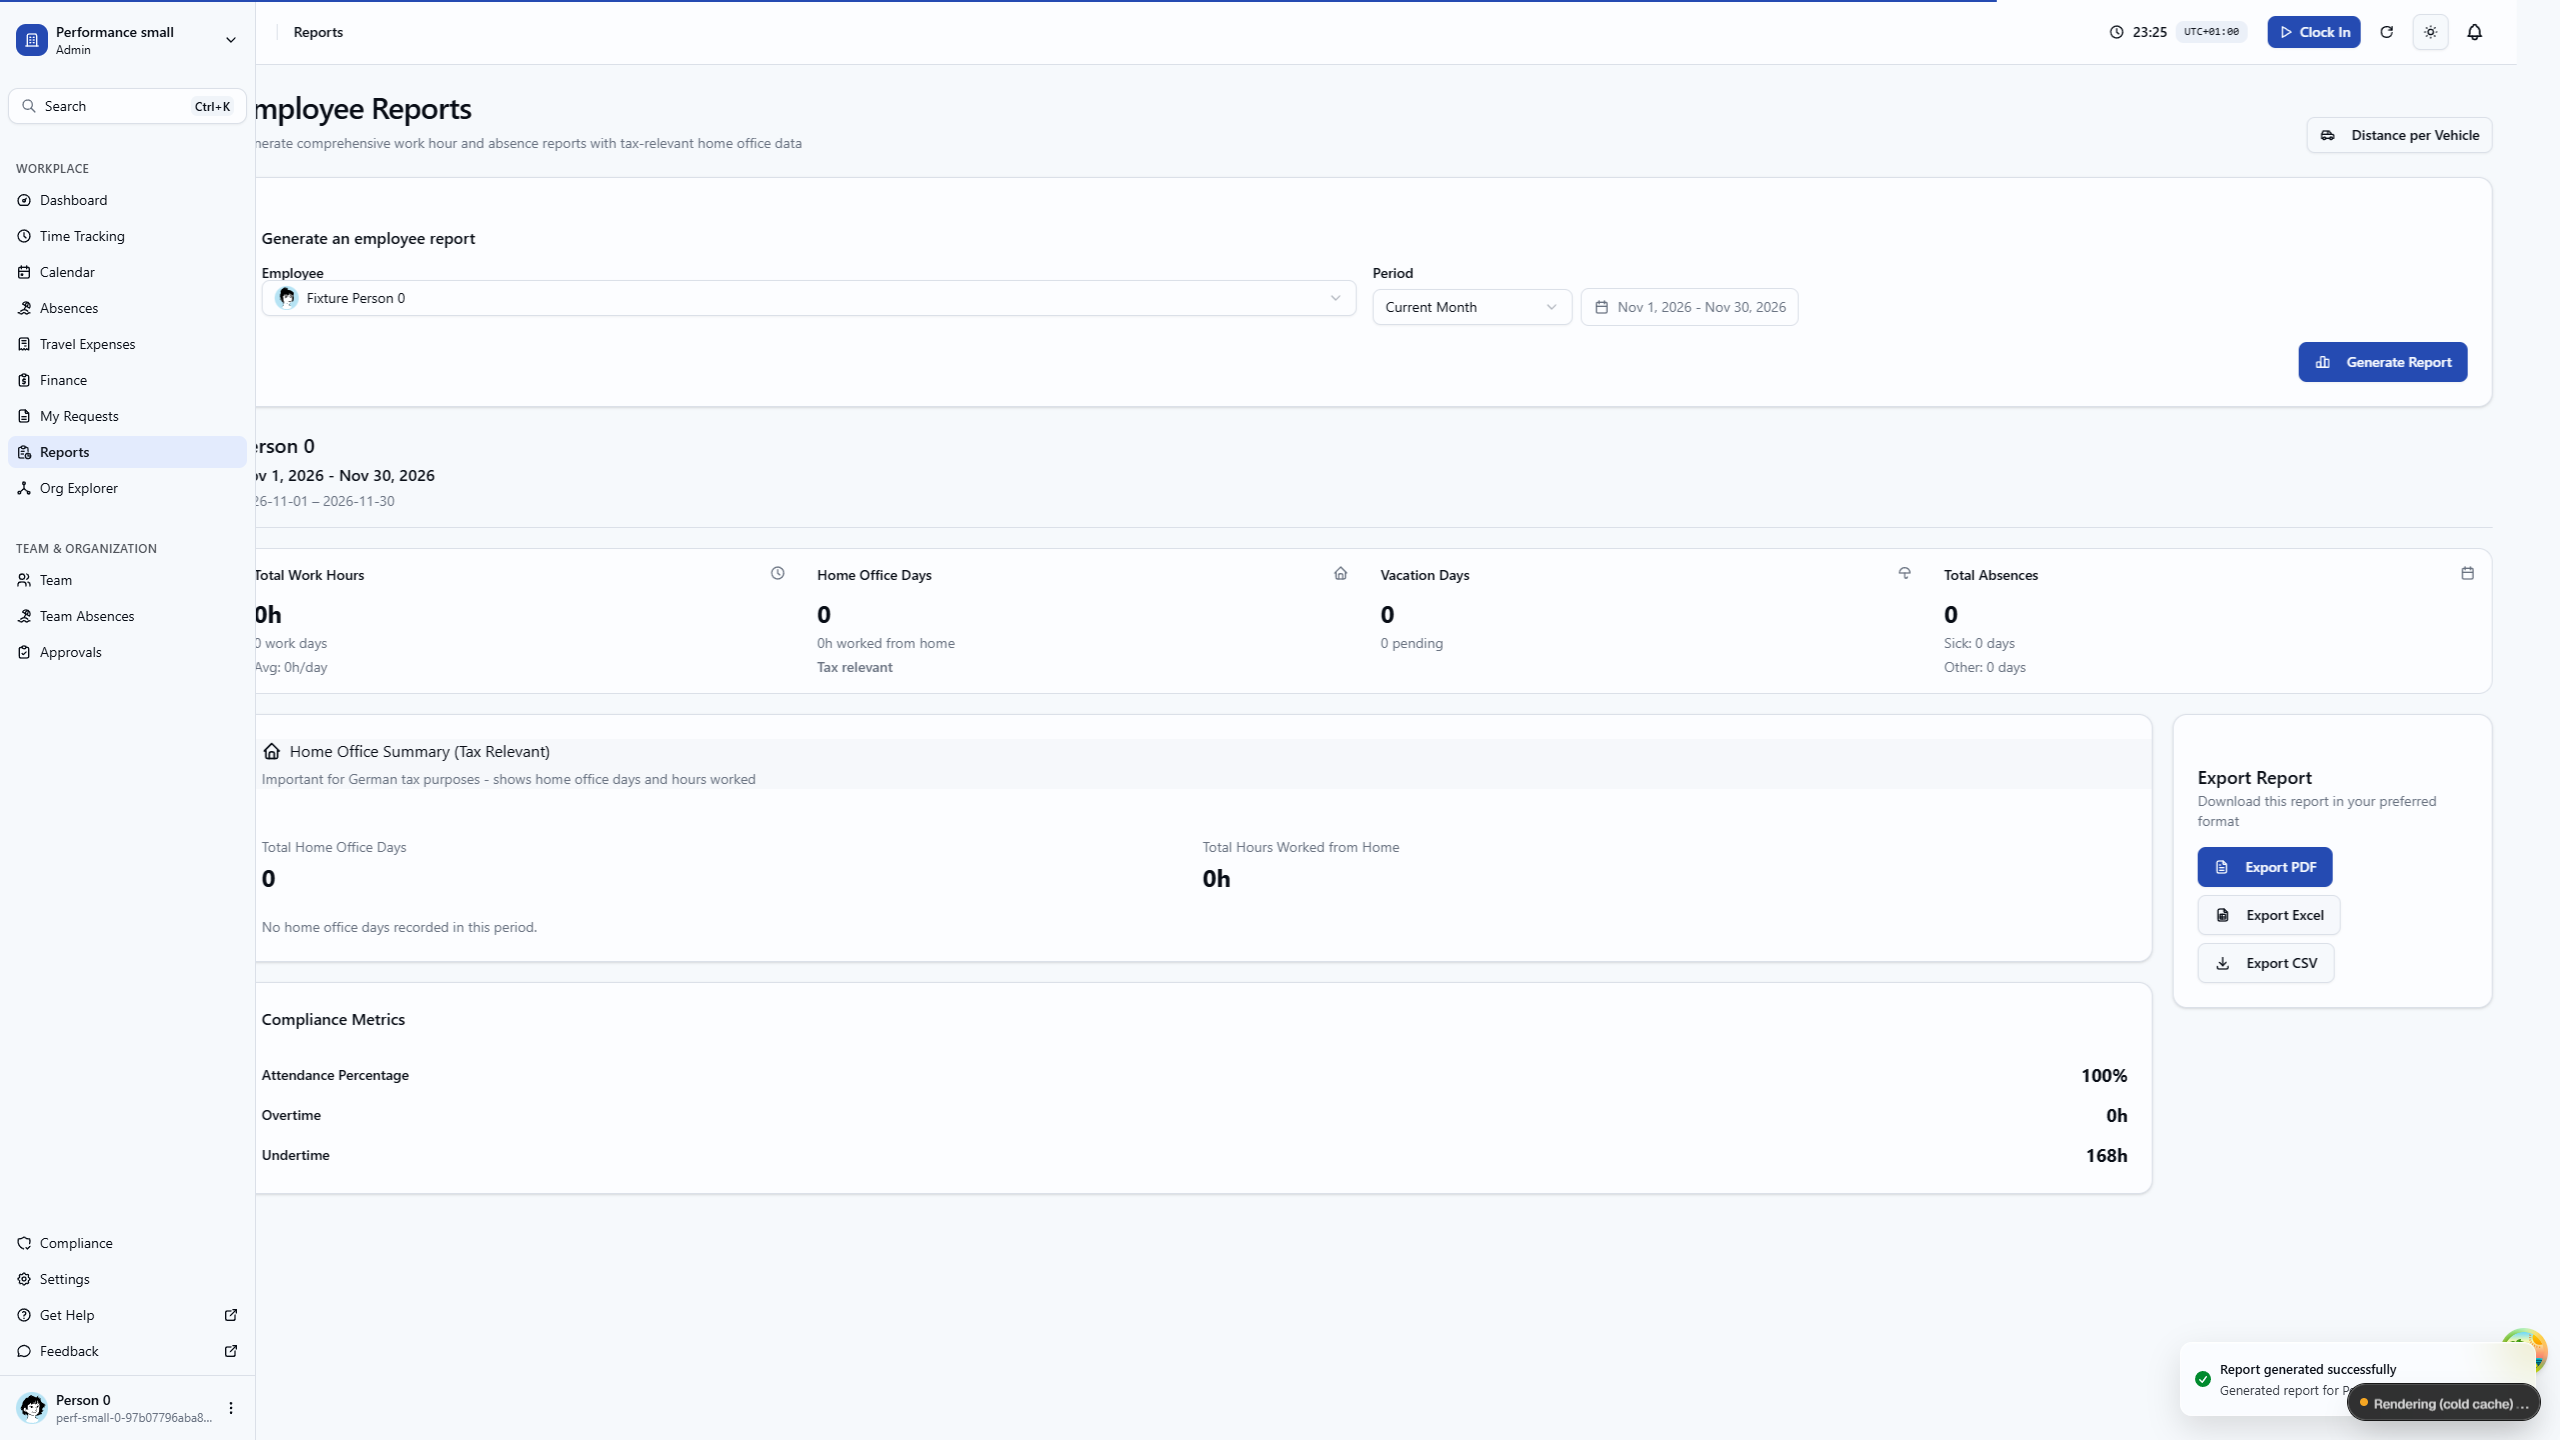 Performance small
Admin
Search
Ctrl+K
WORKPLACE
Dashboard
Time Tracking
Calendar
Absences
Travel Expenses
Finance
My Requests
Reports
Org Explorer
TEAM & ORGANIZATION
Team
Team Absences
Approvals
Compliance
Settings
Get Help
Feedback
Person 0
perf-small-0-97b07796aba8...
Reports
23:25
UTC+01:00
Clock In
mployee Reports
nerate comprehensive work hour and absence reports with tax-relevant home office data
Distance per Vehicle
Generate an employee report
Employee
Fixture Person 0
Period
Current Month
Nov 1, 2026 - Nov 30, 2026
Generate Report
erson 0
ov 1, 2026 - Nov 30, 2026
26-11-01 – 2026-11-30
Total Work Hours
0h
0 work days
Avg: 0h/day
Home Office Days
0
0h worked from home
Tax relevant
Vacation Days
0
0 pending
Total Absences
0
Sick: 0 days
Other: 0 days
Home Office Summary (Tax Relevant)
Important for German tax purposes - shows home office days and hours worked
Total Home Office Days
0
Total Hours Worked from Home
0h
No home office days recorded in this period.
Export Report
Download this report in your preferred
format
Export PDF
Export Excel
Export CSV
Compliance Metrics
Attendance Percentage
100%
Overtime
0h
Undertime
168h
Report generated successfully
Generated report for
Rendering (cold cache) ...